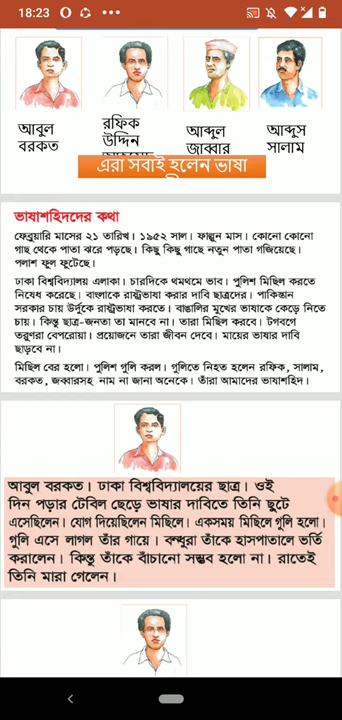 18:23
আবুল
বরকত
রফিক
উদ্দিন
আব্দুল
জাব্বার
আব্দুস
সালাম
এরা সবাই হলেন ভাষা
ভাষাশহিদদের কথা
ফেব্রুয়ারি মাসের ২১ তারিখ। ১৯৫২ সাল। ফাল্গুন মাস। কোনো কোনো
গাছ থেকে পাতা ঝরে পড়ছে। কিছু কিছু গাছে নতুন পাতা গজিয়েছে।
পলাশ ফুল ফুটেছে।
ঢাকা বিশ্ববিদ্যালয় এলাকা। চারদিকে থমথমে ভাব। পুলিশ মিছিল করতে
নিষেধ করেছে। বাংলাকে রাষ্ট্রভাষা করার দাবি ছাত্রদের। পাকিস্তান
সরকার চায় উর্দুকে রাষ্ট্রভাষা করতে। বাঙালির মুখের ভাষাকে কেড়ে নিতে
চায়। কিন্তু ছাত্র-জনতা তা মানবে না। তারা মিছিল করবে। টগবগে
তরুণরা বেপরোয়া। প্রয়োজনে তারা জীবন দেবে। মায়ের ভাষার দাবি
ছাড়বে না।
মিছিল বের হলো। পুলিশ গুলি করল। গুলিতে নিহত হলেন রফিক, সালাম,
বরকত, জব্বারসহ নাম না জানা অনেকে। তাঁরা আমাদের ভাষাশহিদ।
আবুল বরকত। ঢাকা বিশ্ববিদ্যালয়ের ছাত্র। ওই
দিন পড়ার টেবিল ছেড়ে ভাষার দাবিতে তিনি ছুটে
এসেছিলেন। যোগ দিয়েছিলেন মিছিলে। একসময় মিছিলে গুলি হলো।
গুলি এসে লাগল তাঁর গায়ে। বন্ধুরা তাঁকে হাসপাতালে ভর্তি
করালেন। কিন্তু তাঁকে বাঁচানো সম্ভব হলো না। রাতেই
তিনি মারা গেলেন।